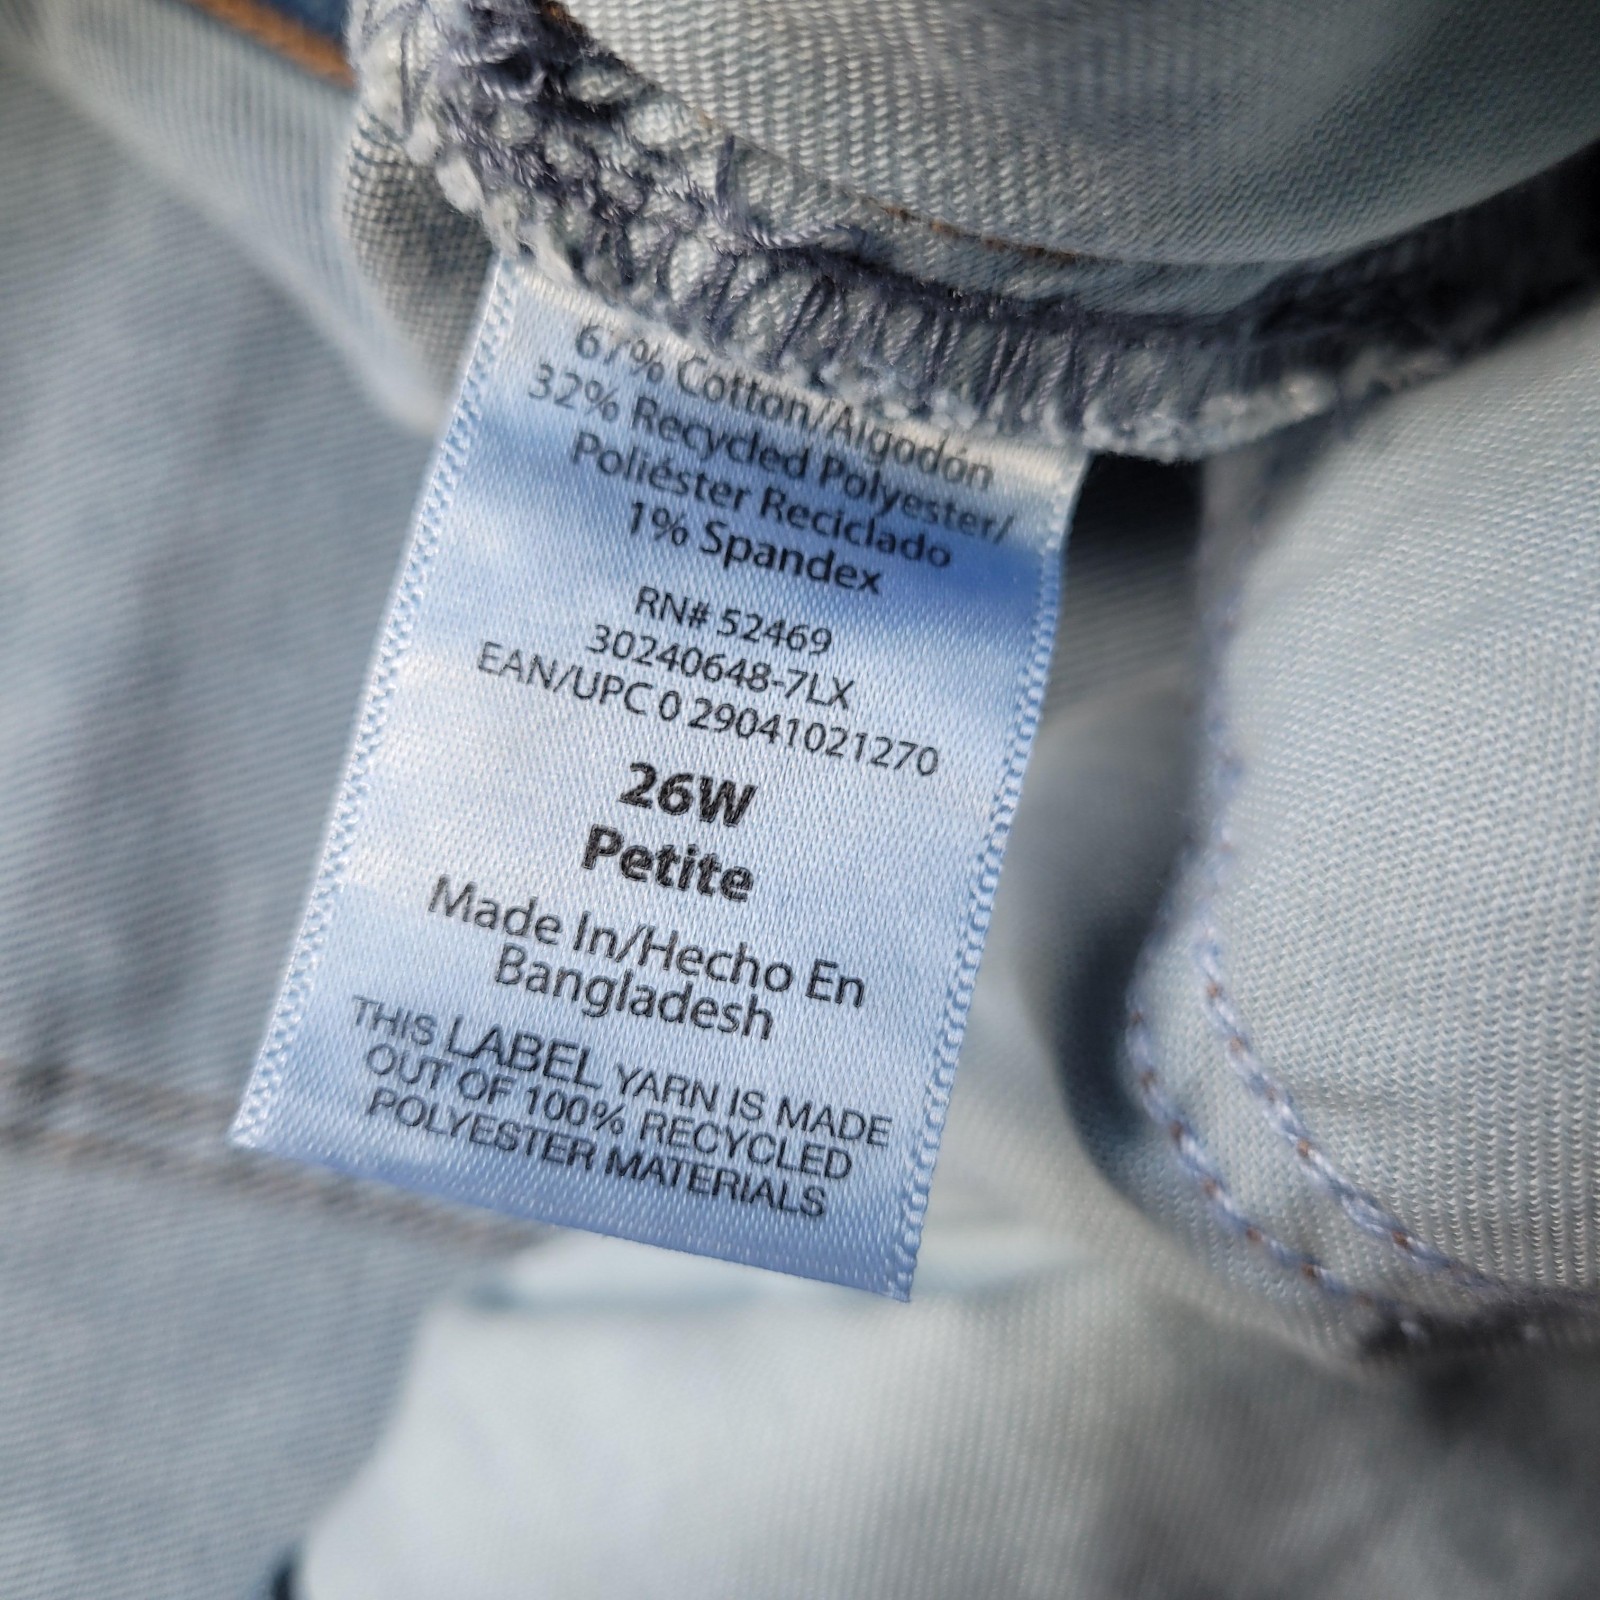 67% Cotton/Algodón
32% Recycled Polyester/
Poliéster Reciclado
1% Spandex
RN# 52469
30240648-7LX
EAN/UPC 0 29041021270
26W
Petite
Made In/Hecho En
Bangladesh
THIS LABEL YARN IS MADE
OUT OF 100% RECYCLED
POLYESTER MATERIALS